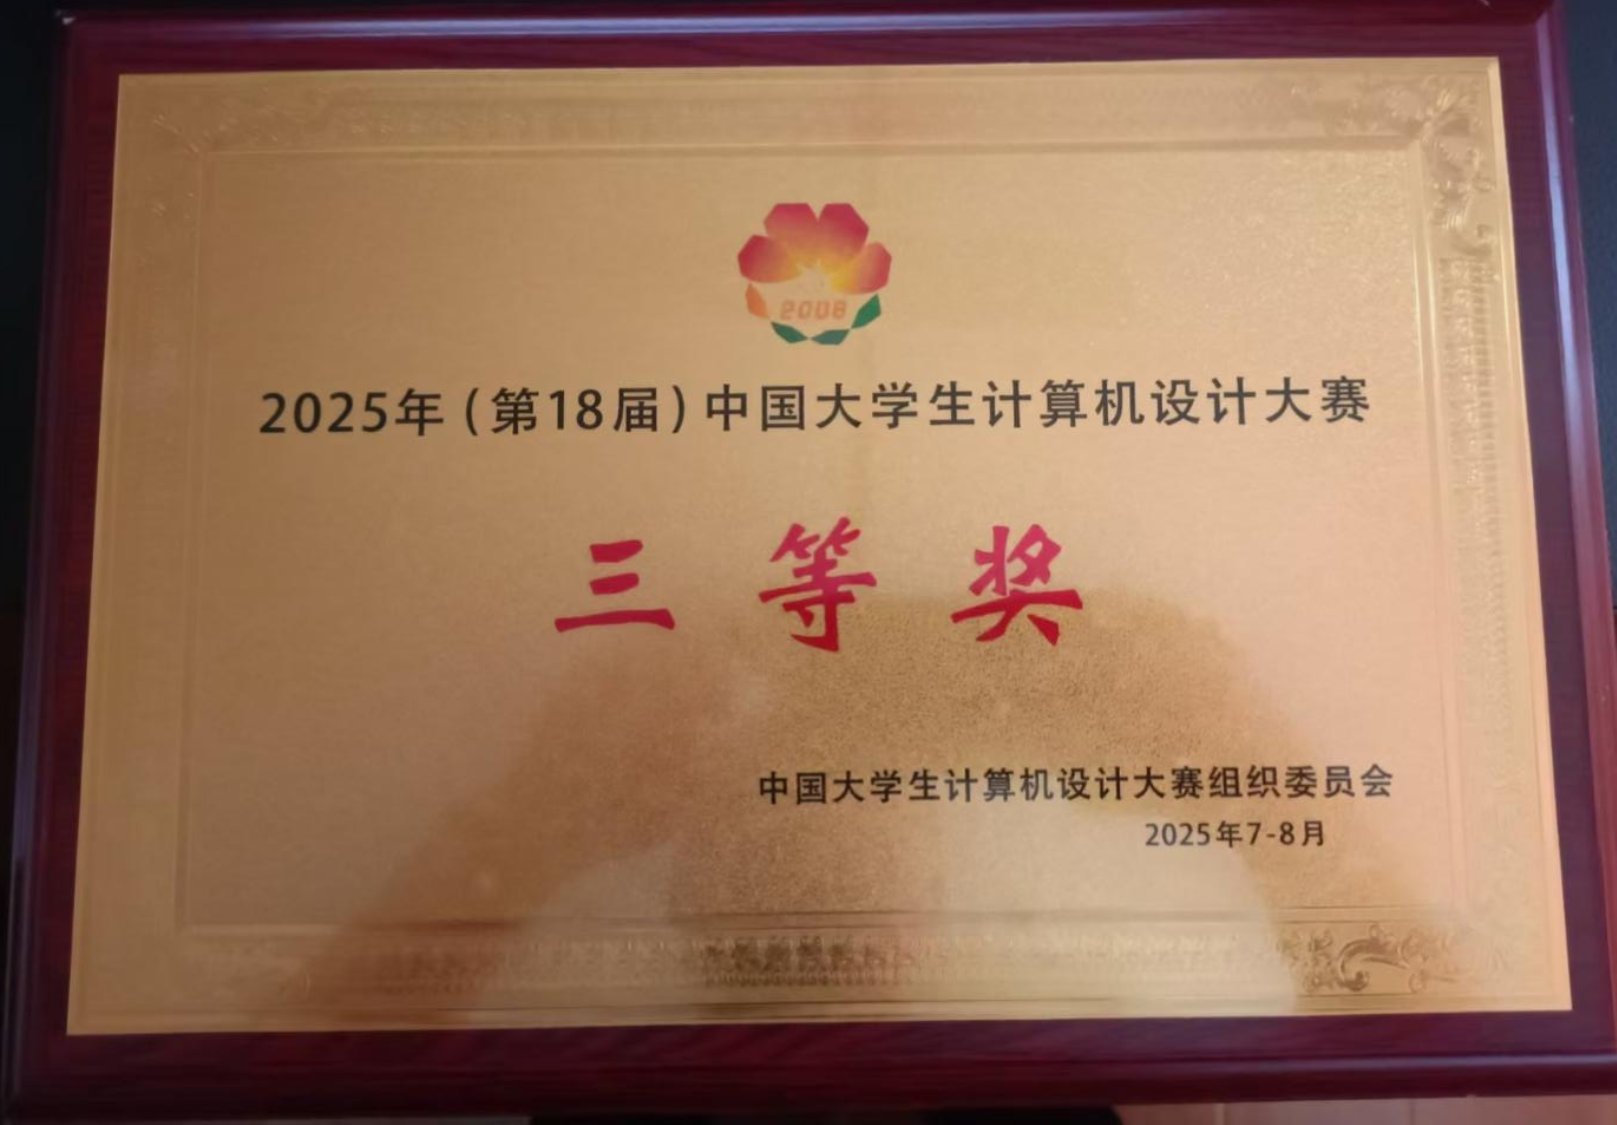 2008
2025年(第18届)中国大学生计算机设计大赛
三等奖
中国大学生计算机设计大赛组织委员会
2025年7-8月